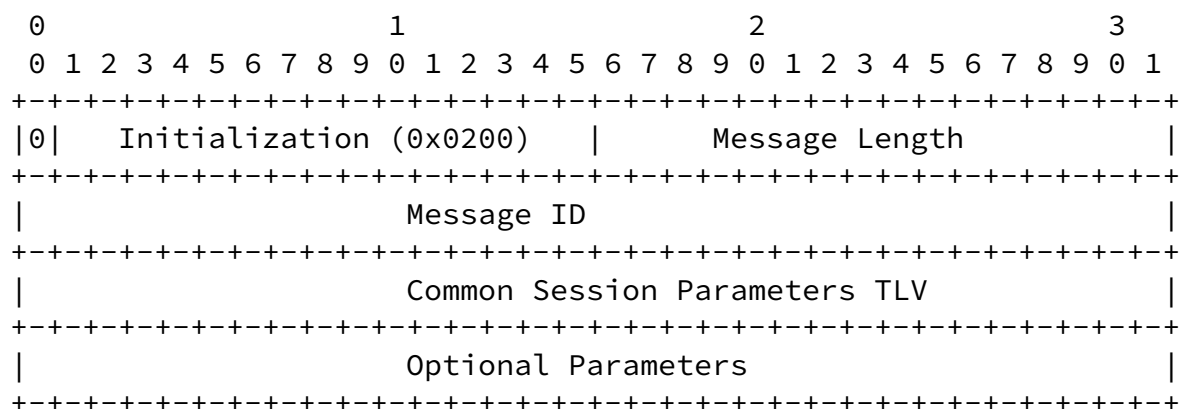 0                   1                   2                   3
 0 1 2 3 4 5 6 7 8 9 0 1 2 3 4 5 6 7 8 9 0 1 2 3 4 5 6 7 8 9 0 1
+-+-+-+-+-+-+-+-+-+-+-+-+-+-+-+-+-+-+-+-+-+-+-+-+-+-+-+-+-+-+-+-+
|0|   Initialization (0x0200)   |      Message Length           |
+-+-+-+-+-+-+-+-+-+-+-+-+-+-+-+-+-+-+-+-+-+-+-+-+-+-+-+-+-+-+-+-+
|                     Message ID                                |
+-+-+-+-+-+-+-+-+-+-+-+-+-+-+-+-+-+-+-+-+-+-+-+-+-+-+-+-+-+-+-+-+
|                     Common Session Parameters TLV             |
+-+-+-+-+-+-+-+-+-+-+-+-+-+-+-+-+-+-+-+-+-+-+-+-+-+-+-+-+-+-+-+-+
|                     Optional Parameters                       |
+-+-+-+-+-+-+-+-+-+-+-+-+-+-+-+-+-+-+-+-+-+-+-+-+-+-+-+-+-+-+-+-+